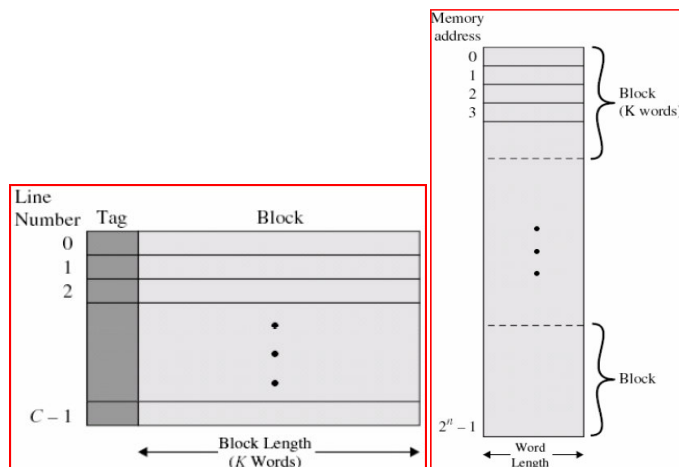 Line
Number
Tag
Block
0
1
2
C – 1
Block Length
(K Words)
Memory
address
0
1
2
3
Block
(K words)
Block
2ⁿ – 1
Word
Length